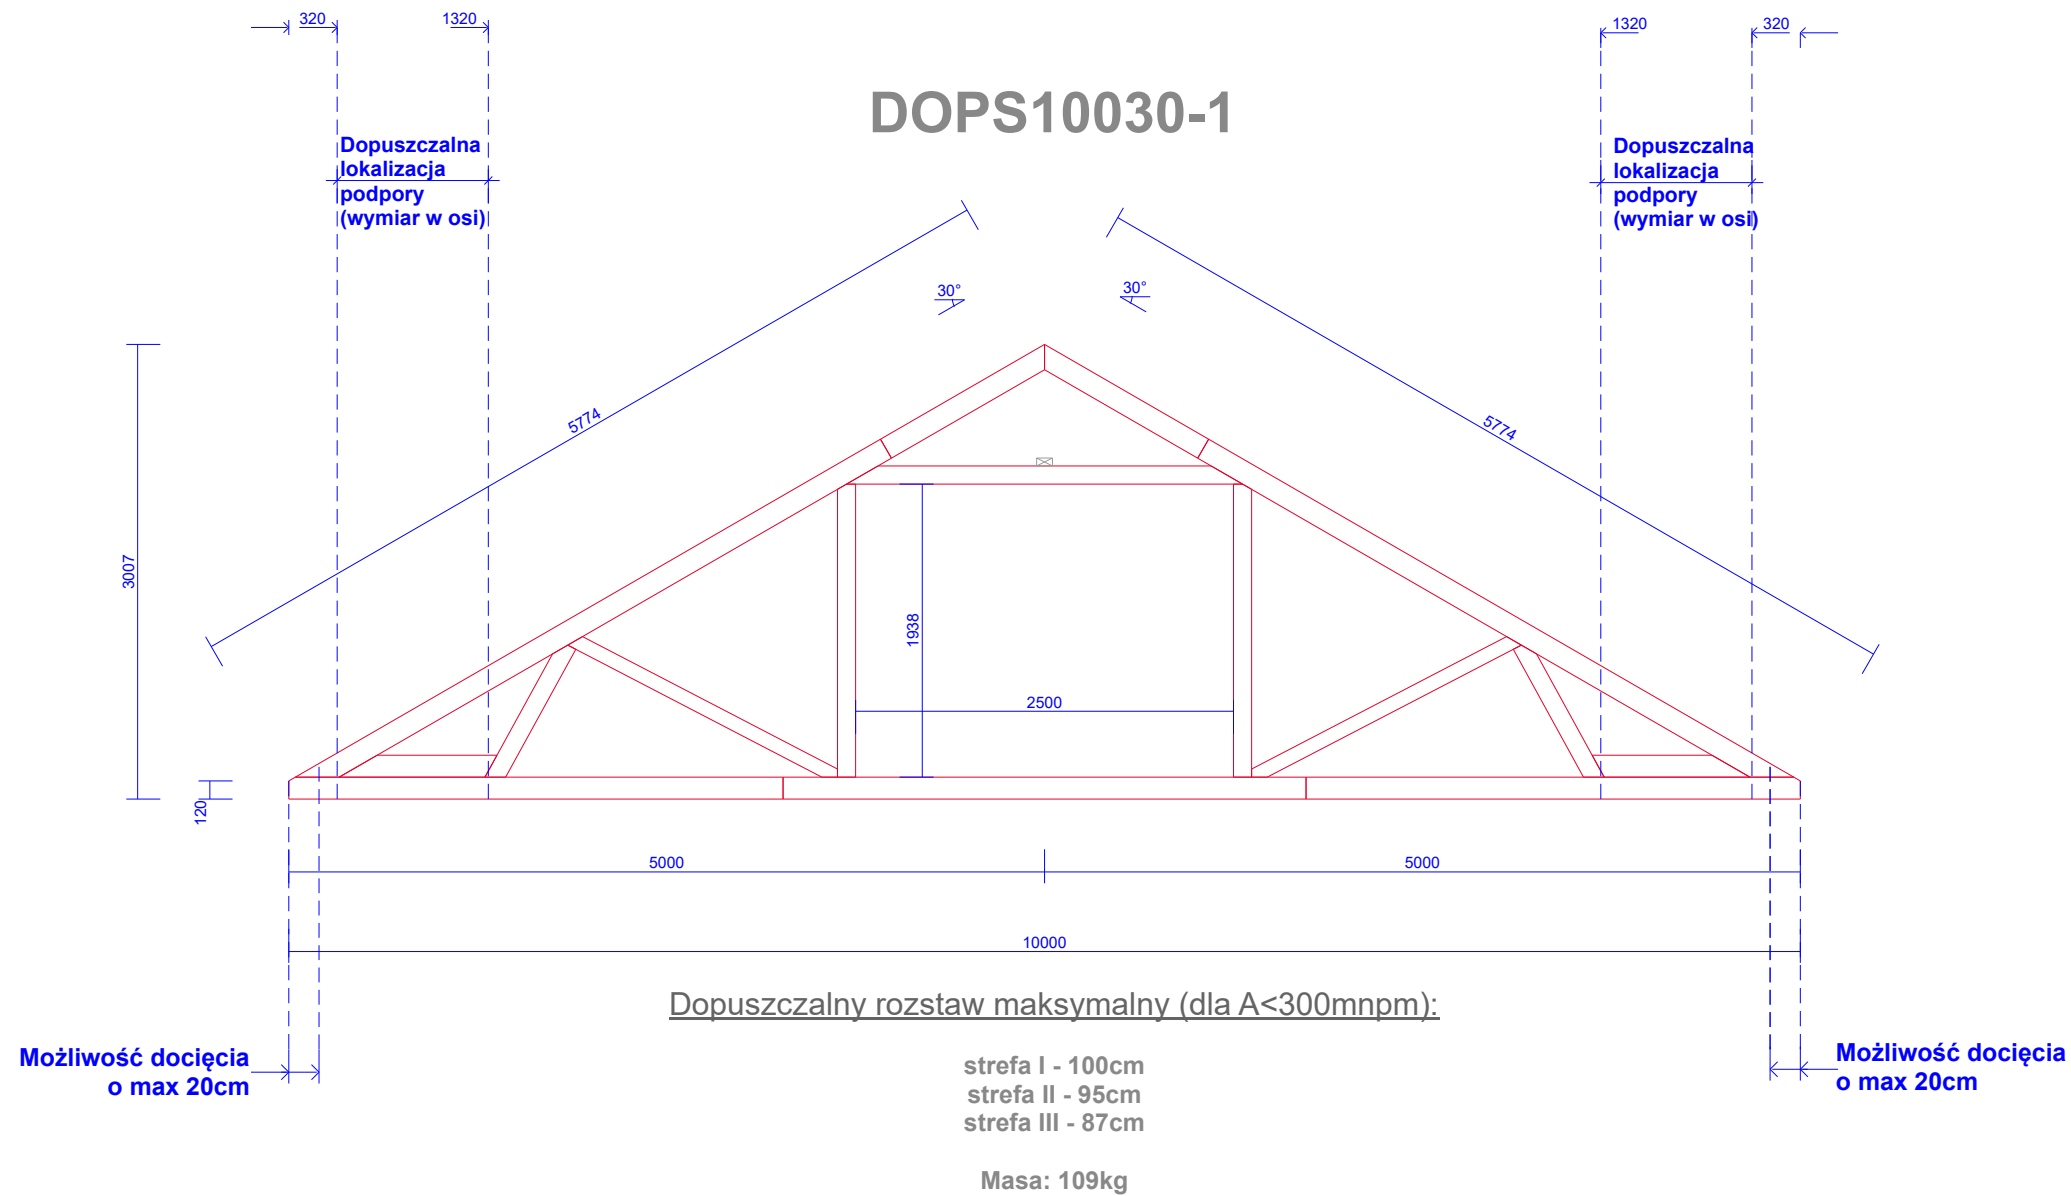 320
1320
1320
320
DOPS10030-1
Dopuszczalna
lokalizacja
podpory
(wymiar w osi)
Dopuszczalna
lokalizacja
podpory
(wymiar w osi)
30°
30°
5774
5774
3007
1938
2500
120
5000
5000
10000
Dopuszczalny rozstaw maksymalny (dla A<300mnpm):
Możliwość docięcia
o max 20cm
Możliwość docięcia
o max 20cm
strefa I - 100cm
strefa II - 95cm
strefa III - 87cm
Masa: 109kg